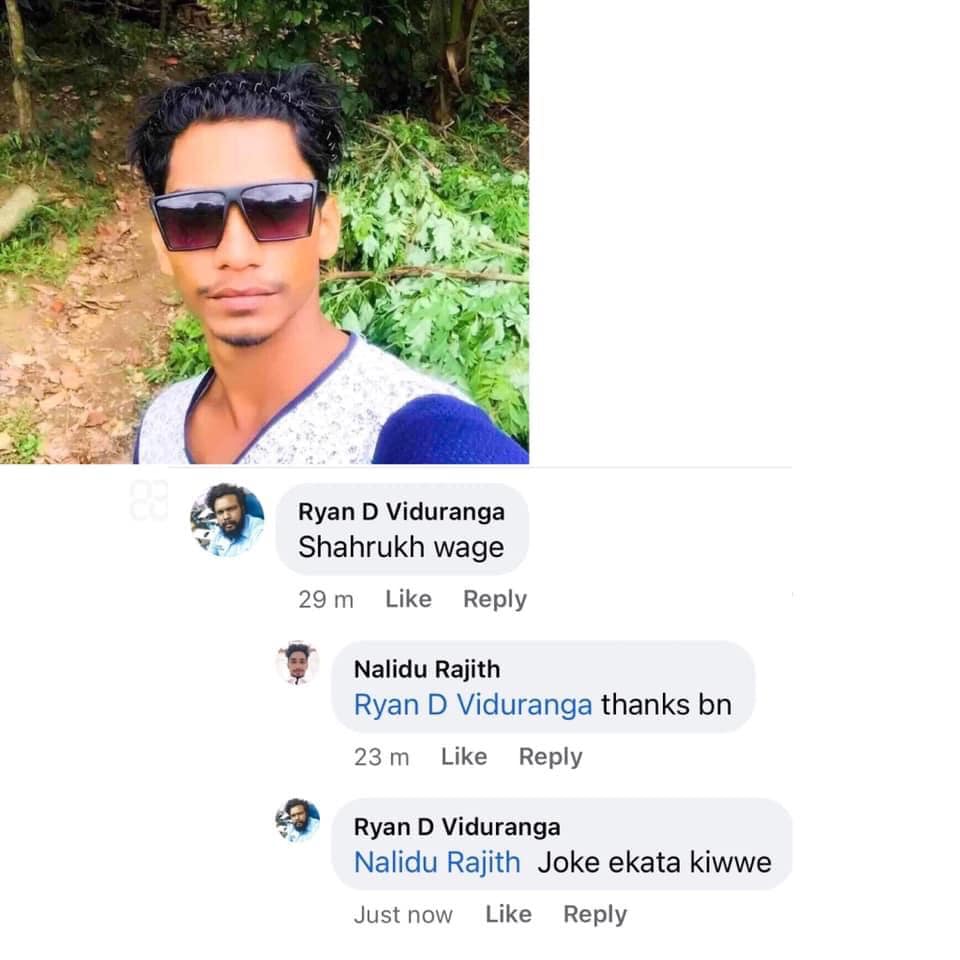 Ryan D Viduranga
Shahrukh wage
29 m Like Reply
Nalidu Rajith
Ryan D Viduranga thanks bn
23 m Like Reply
Ryan D Viduranga
Nalidu Rajith Joke ekata kiwwe
Just now Like Reply